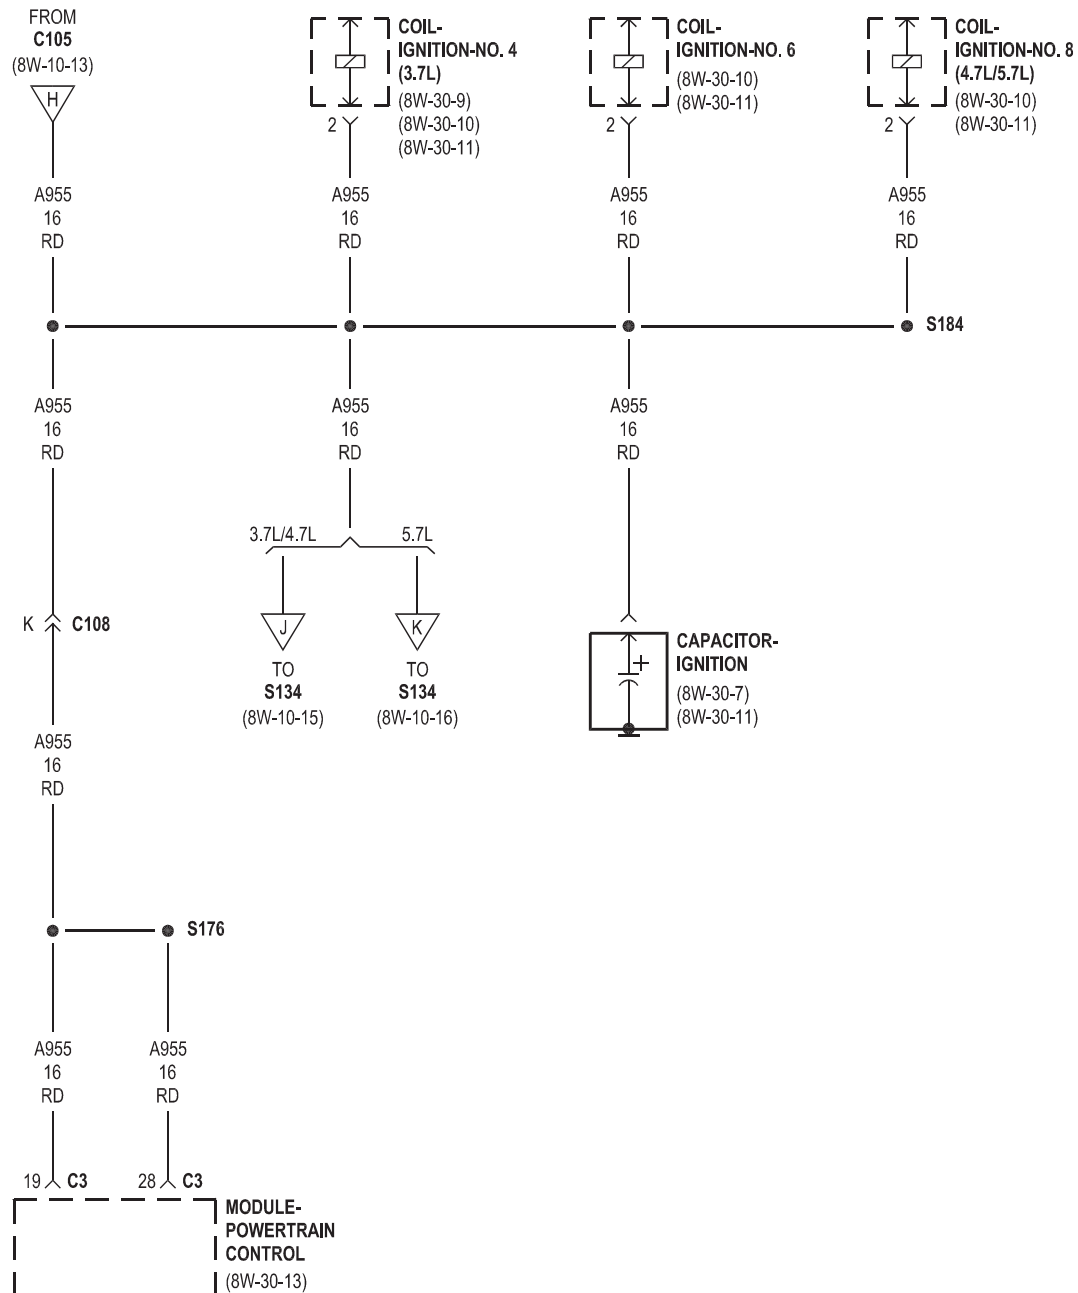 FROM
C105
(8W-10-13)
H
COIL-
IGNITION-NO. 4
(3.7L)
(8W-30-9)
(8W-30-10)
(8W-30-11)
2
COIL-
IGNITION-NO. 6
(8W-30-10)
(8W-30-11)
2
COIL-
IGNITION-NO. 8
(4.7L/5.7L)
(8W-30-10)
(8W-30-11)
2
A955
16
RD
A955
16
RD
A955
16
RD
A955
16
RD
S184
A955
16
RD
A955
16
RD
A955
16
RD
3.7L/4.7L
5.7L
J
TO
S134
(8W-10-15)
K
TO
S134
(8W-10-16)
K
C108
CAPACITOR-
IGNITION
+
(8W-30-7)
(8W-30-11)
A955
16
RD
S176
A955
16
RD
A955
16
RD
19 C3
28 C3
MODULE-
POWERTRAIN
CONTROL
(8W-30-13)